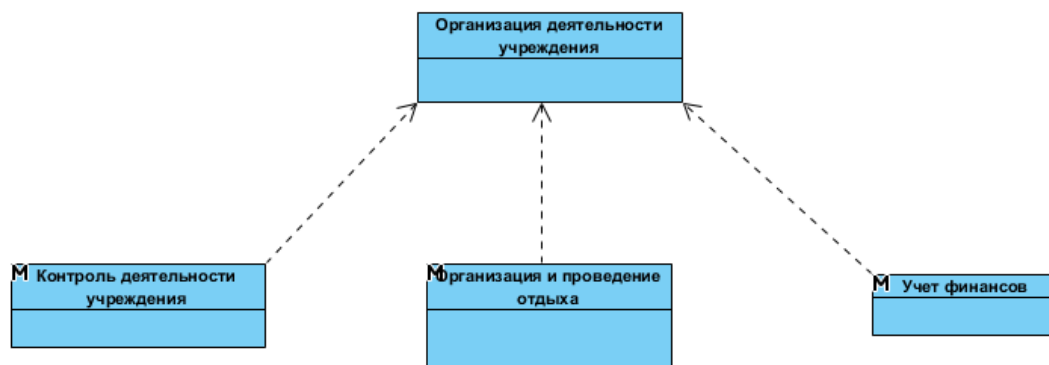 Организация деятельности
учреждения
M Контроль деятельности
учреждения
M Организация и проведение
отдыха
M Учет финансов